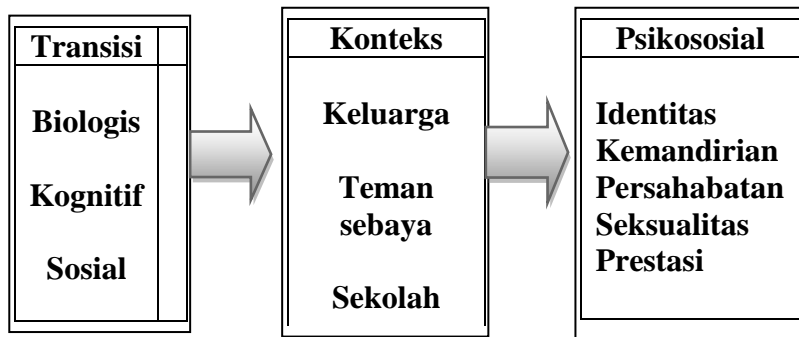 Transisi
Biologis
Kognitif
Sosial
Konteks
Keluarga
Teman
sebaya
Sekolah
Psikososial
Identitas
Kemandirian
Persahabatan
Seksualitas
Prestasi